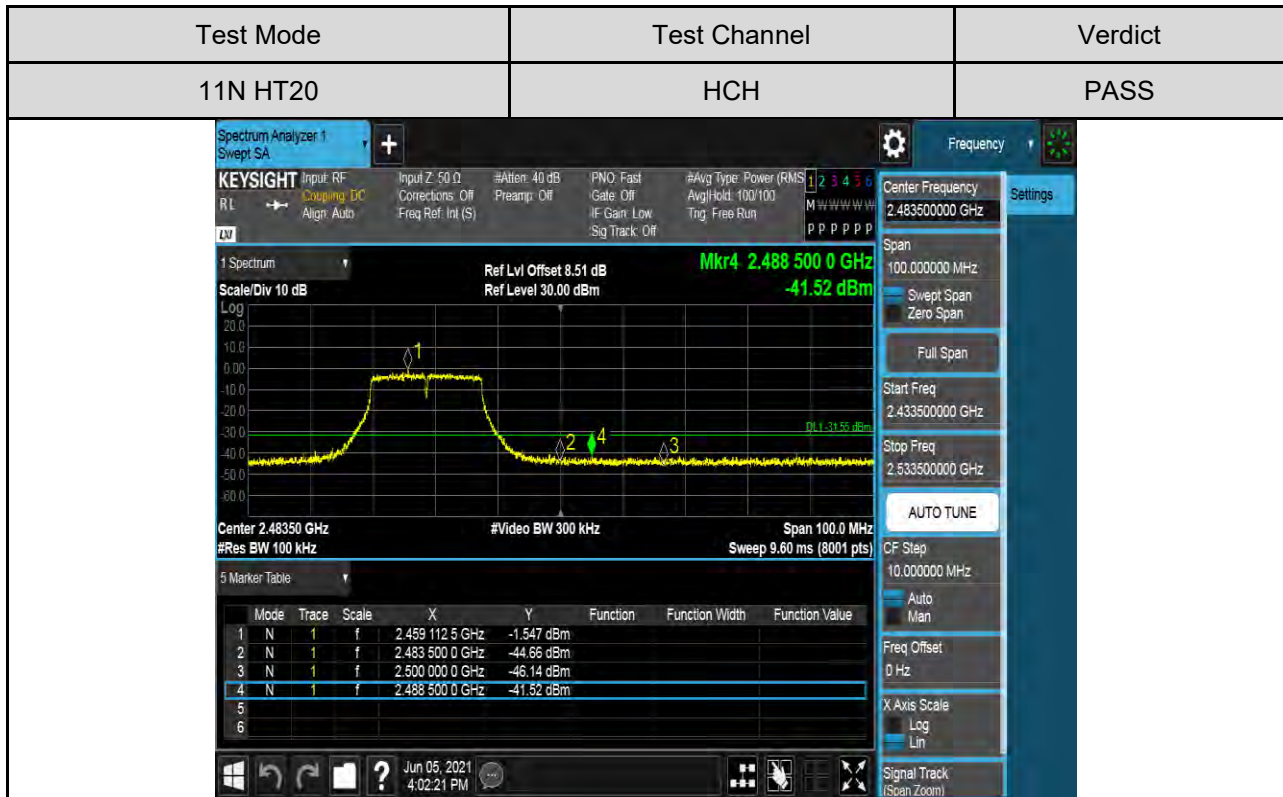 Test Mode Test Channel Verdict
11N HT20 HCH PASS
Spectrum Analyzer 1
Swept SA
+
Frequency
Settings
KEYSIGHT
RL
LXI
Input: RF
Coupling: DC
Align: Auto
Input Z: 50 Ω
Corrections: Off
Freq Ref: Int (S)
#Atten: 40 dB
Preamp: Off
PNO: Fast
Gate: Off
IF Gain: Low
Sig Track: Off
#Avg Type: Power (RMS
Avg|Hold: 100/100
Trig: Free Run
1 2 3 4 5 6
M W W W W W
P P P P P P
1 Spectrum
Scale/Div 10 dB
Ref Lvl Offset 8.51 dB
Ref Level 30.00 dBm
Mkr4 2.488 500 0 GHz
-41.52 dBm
Log
20.0
10.0
0.00
-10.0
-20.0
-30.0
-40.0
-50.0
-60.0
1
2
4
3
DL1 -31.55 dBm
Center 2.48350 GHz
#Res BW 100 kHz
#Video BW 300 kHz
Span 100.0 MHz
Sweep 9.60 ms (8001 pts)
5 Marker Table
Mode Trace Scale X Y Function Function Width Function Value
1 N 1 f 2.459 112 5 GHz -1.547 dBm
2 N 1 f 2.483 500 0 GHz -44.66 dBm
3 N 1 f 2.500 000 0 GHz -46.14 dBm
4 N 1 f 2.488 500 0 GHz -41.52 dBm
5
6
Center Frequency
2.483500000 GHz
Span
100.000000 MHz
Swept Span
Zero Span
Full Span
Start Freq
2.433500000 GHz
Stop Freq
2.533500000 GHz
AUTO TUNE
CF Step
10.000000 MHz
Auto
Man
Freq Offset
0 Hz
X Axis Scale
Log
Lin
Signal Track
(Span Zoom)
?
Jun 05, 2021
4:02:21 PM